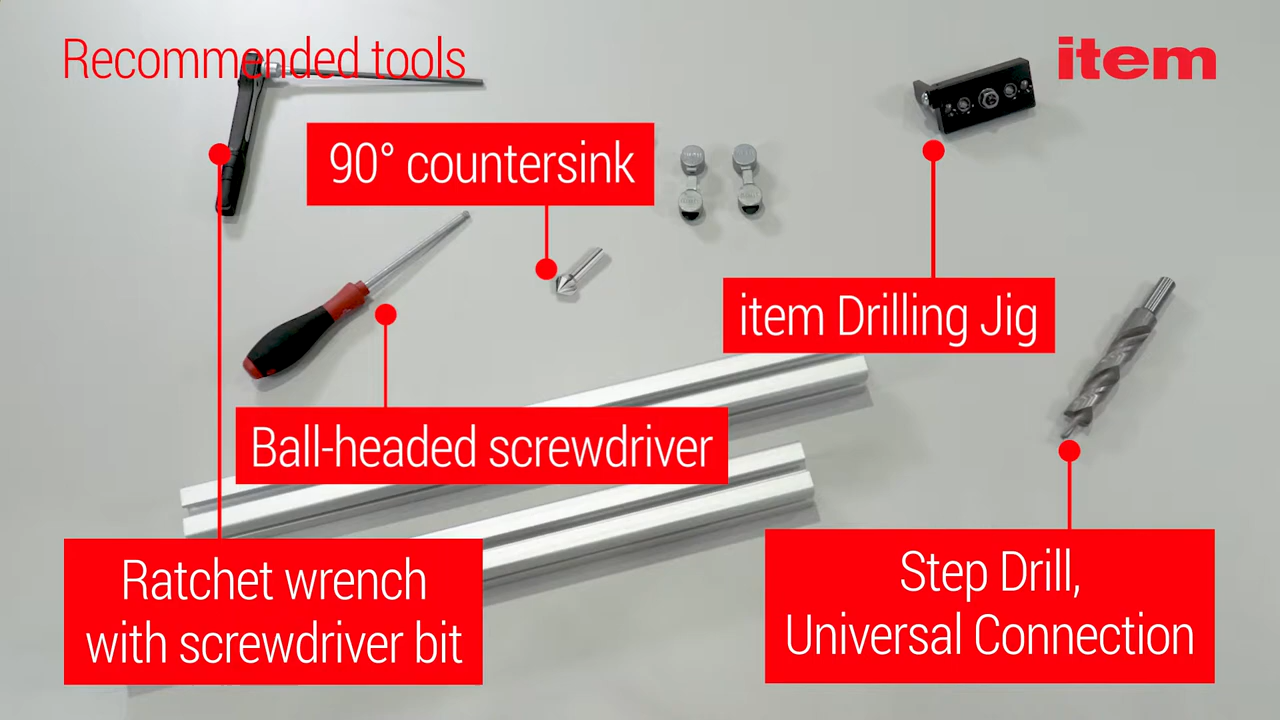 Recommended tools
item
90° countersink
item Drilling Jig
Ball-headed screwdriver
Ratchet wrench
with screwdriver bit
Step Drill,
Universal Connection